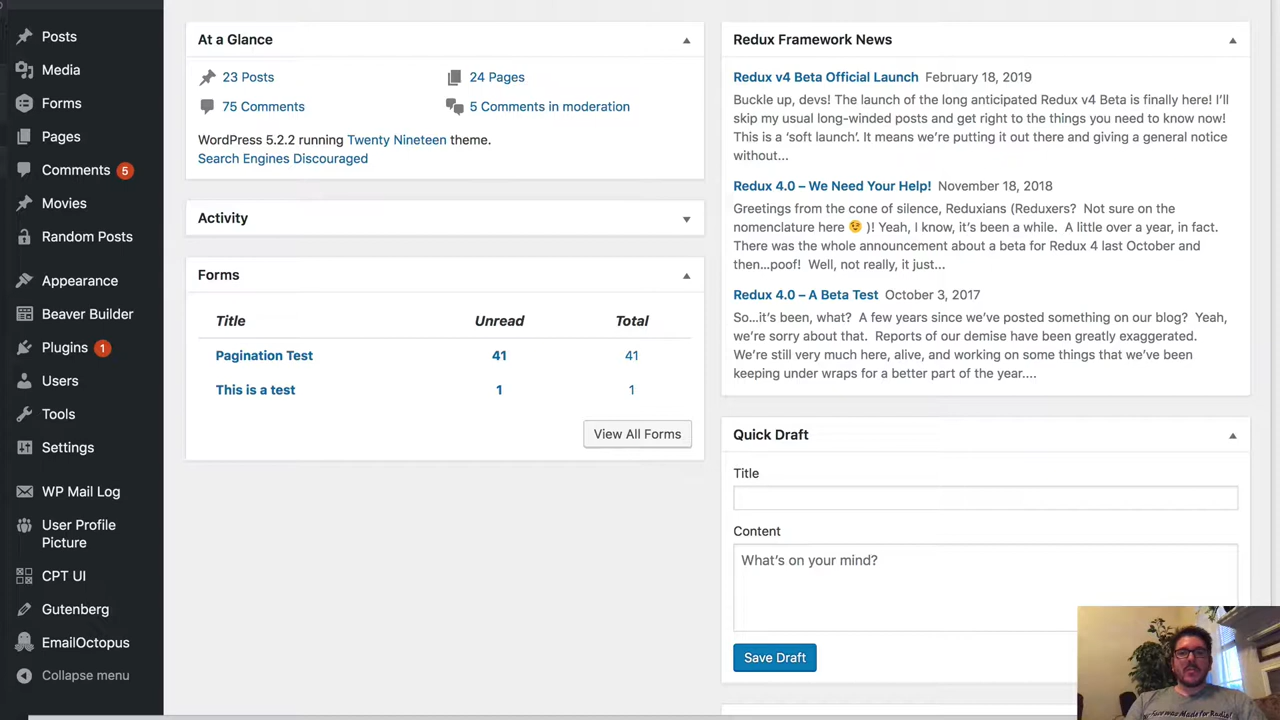 Posts
Media
Forms
Pages
Comments 5
Movies
Random Posts
Appearance
Beaver Builder
Plugins 1
Users
Tools
Settings
WP Mail Log
User Profile
Picture
CPT UI
Gutenberg
EmailOctopus
Collapse menu
At a Glance
23 Posts
24 Pages
75 Comments
5 Comments in moderation
WordPress 5.2.2 running Twenty Nineteen theme.
Search Engines Discouraged
Activity
Forms
Title Unread Total
Pagination Test 41 41
This is a test 1 1
View All Forms
Redux Framework News
Redux v4 Beta Official Launch February 18, 2019
Buckle up, devs! The launch of the long anticipated Redux v4 Beta is finally here! I'll
skip my usual long-winded posts and get right to the things you need to know now!
This is a 'soft launch'. It means we're putting it out there and giving a general notice
without...
Redux 4.0 – We Need Your Help! November 18, 2018
Greetings from the cone of silence, Reduxians (Reduxers? Not sure on the
nomenclature here 😉 )! Yeah, I know, it's been a while. A little over a year, in fact.
There was the whole announcement about a beta for Redux 4 last October and
then...poof! Well, not really, it just...
Redux 4.0 – A Beta Test October 3, 2017
So...it's been, what? A few years since we've posted something on our blog? Yeah,
we're sorry about that. Reports of our demise have been greatly exaggerated.
We're still very much here, alive, and working on some things that we've been
keeping under wraps for a better part of the year....
Quick Draft
Title
Content
What's on your mind?
Save Draft